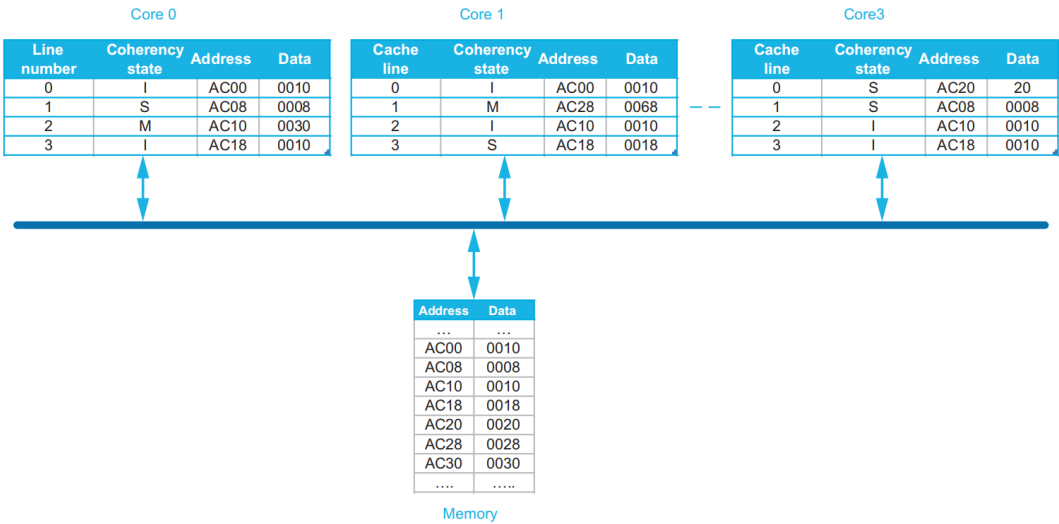 Core 0
Line number | Coherency state | Address | Data
0 | I | AC00 | 0010
1 | S | AC08 | 0008
2 | M | AC10 | 0030
3 | I | AC18 | 0010
Core 1
Cache line | Coherency state | Address | Data
0 | I | AC00 | 0010
1 | M | AC28 | 0068
2 | I | AC10 | 0010
3 | S | AC18 | 0018
Core3
Cache line | Coherency state | Address | Data
0 | S | AC20 | 20
1 | S | AC08 | 0008
2 | I | AC10 | 0010
3 | I | AC18 | 0010
Address | Data
… | …
AC00 | 0010
AC08 | 0008
AC10 | 0010
AC18 | 0018
AC20 | 0020
AC28 | 0028
AC30 | 0030
…. | …..
Memory